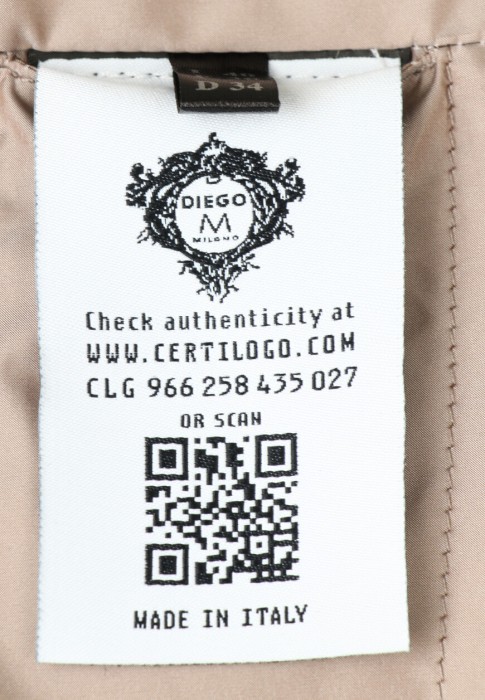 D 34
DIEGO
M
MILANO
Check authenticity at
WWW.CERTILOGO.COM
CLG 966 258 435 027
OR SCAN
MADE IN ITALY